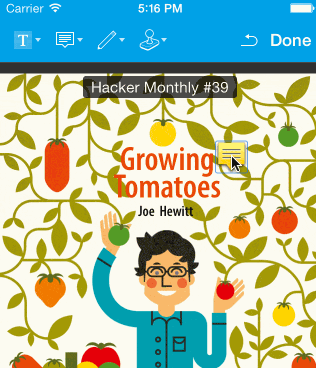 Carrier 5:16 PM
T Done
Hacker Monthly #39
Growing
Tomatoes
Joe Hewitt